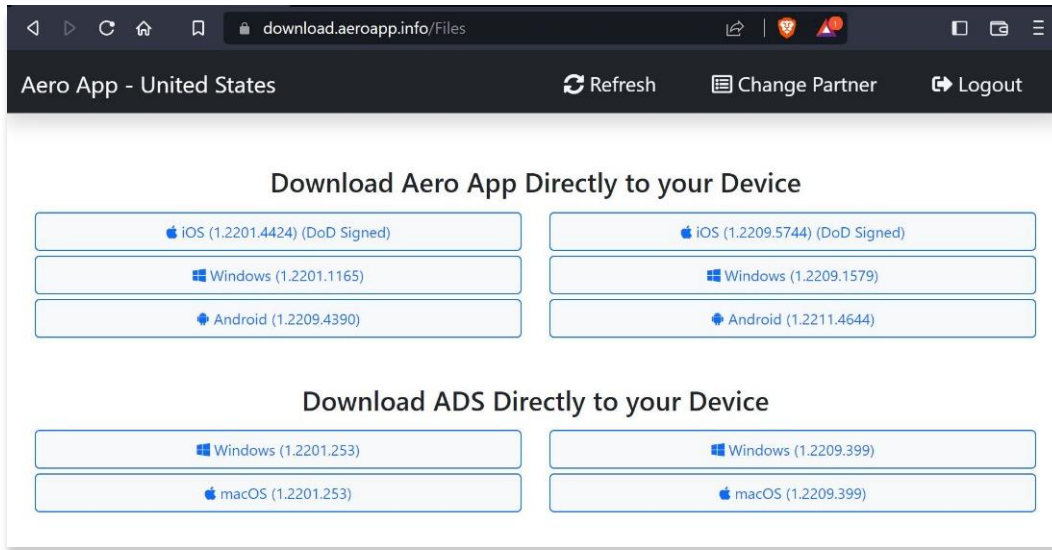 download.aeroapp.info/Files
Aero App - United States
Refresh
Change Partner
Logout
Download Aero App Directly to your Device
iOS (1.2201.4424) (DoD Signed)
iOS (1.2209.5744) (DoD Signed)
Windows (1.2201.1165)
Windows (1.2209.1579)
Android (1.2209.4390)
Android (1.2211.4644)
Download ADS Directly to your Device
Windows (1.2201.253)
Windows (1.2209.399)
macOS (1.2201.253)
macOS (1.2209.399)